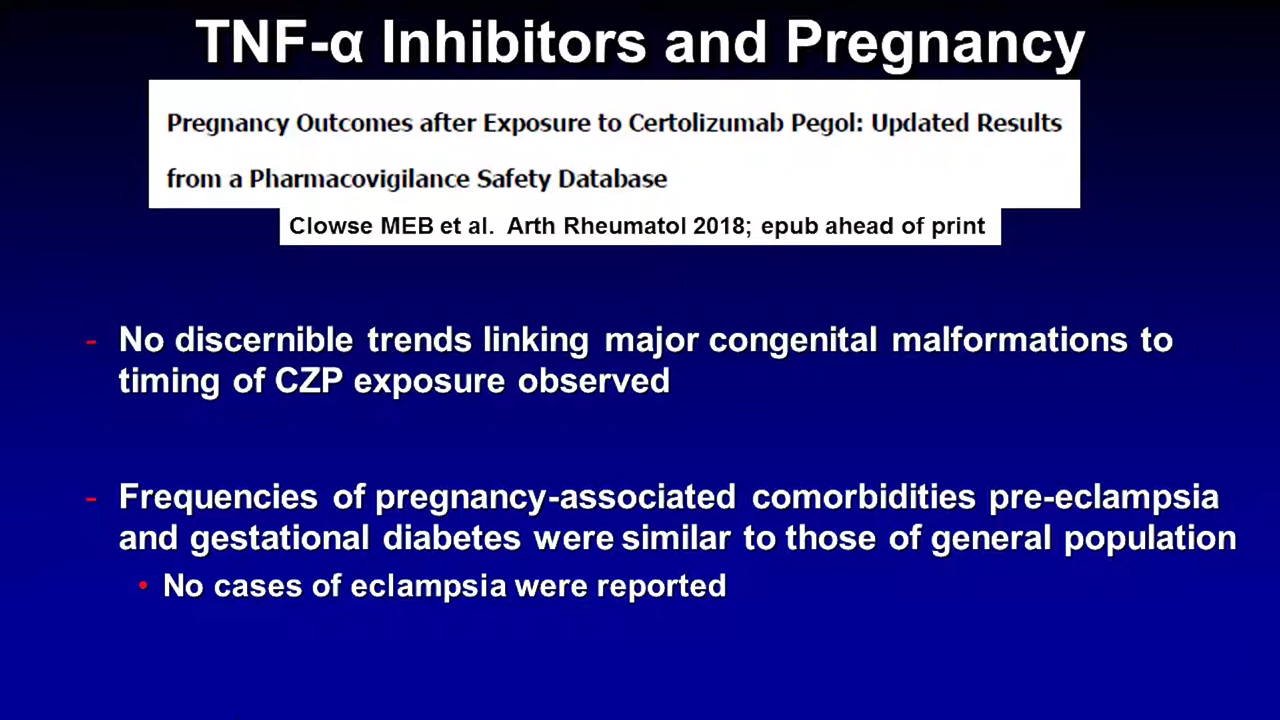 TNF-α Inhibitors and Pregnancy
Pregnancy Outcomes after Exposure to Certolizumab Pegol: Updated Results
from a Pharmacovigilance Safety Database
Clowse MEB et al. Arth Rheumatol 2018; epub ahead of print
- No discernible trends linking major congenital malformations to
timing of CZP exposure observed
- Frequencies of pregnancy-associated comorbidities pre-eclampsia
and gestational diabetes were similar to those of general population
• No cases of eclampsia were reported